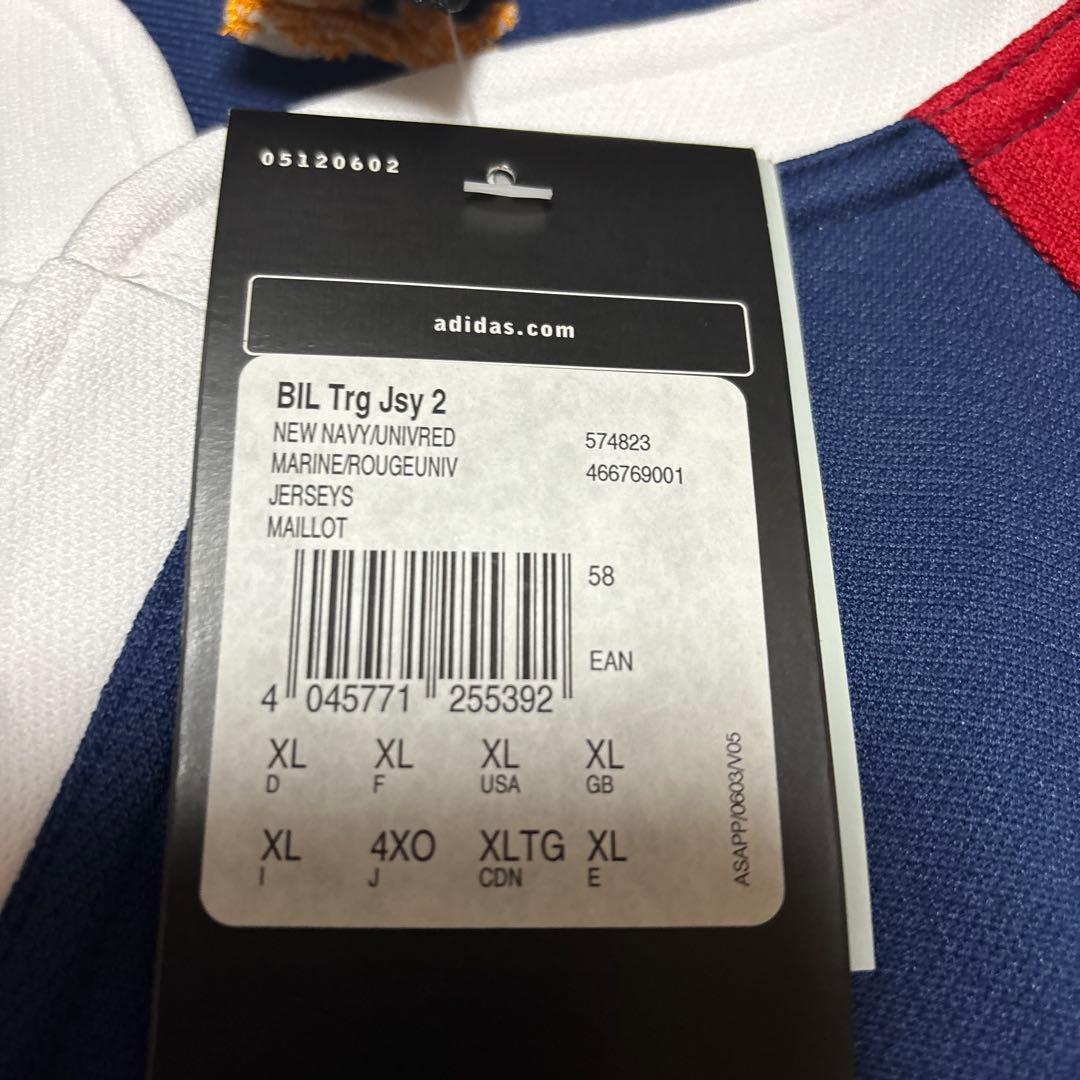 05120602
adidas.com
BIL Trg Jsy 2
NEW NAVY/UNIVRED 574823
MARINE/ROUGEUNIV 466769001
JERSEYS
MAILLOT
58
EAN
4 045771 255392
XL XL XL XL
D F USA GB
XL 4XO XLTG XL
I J CDN E
ASAPP/0603/V05